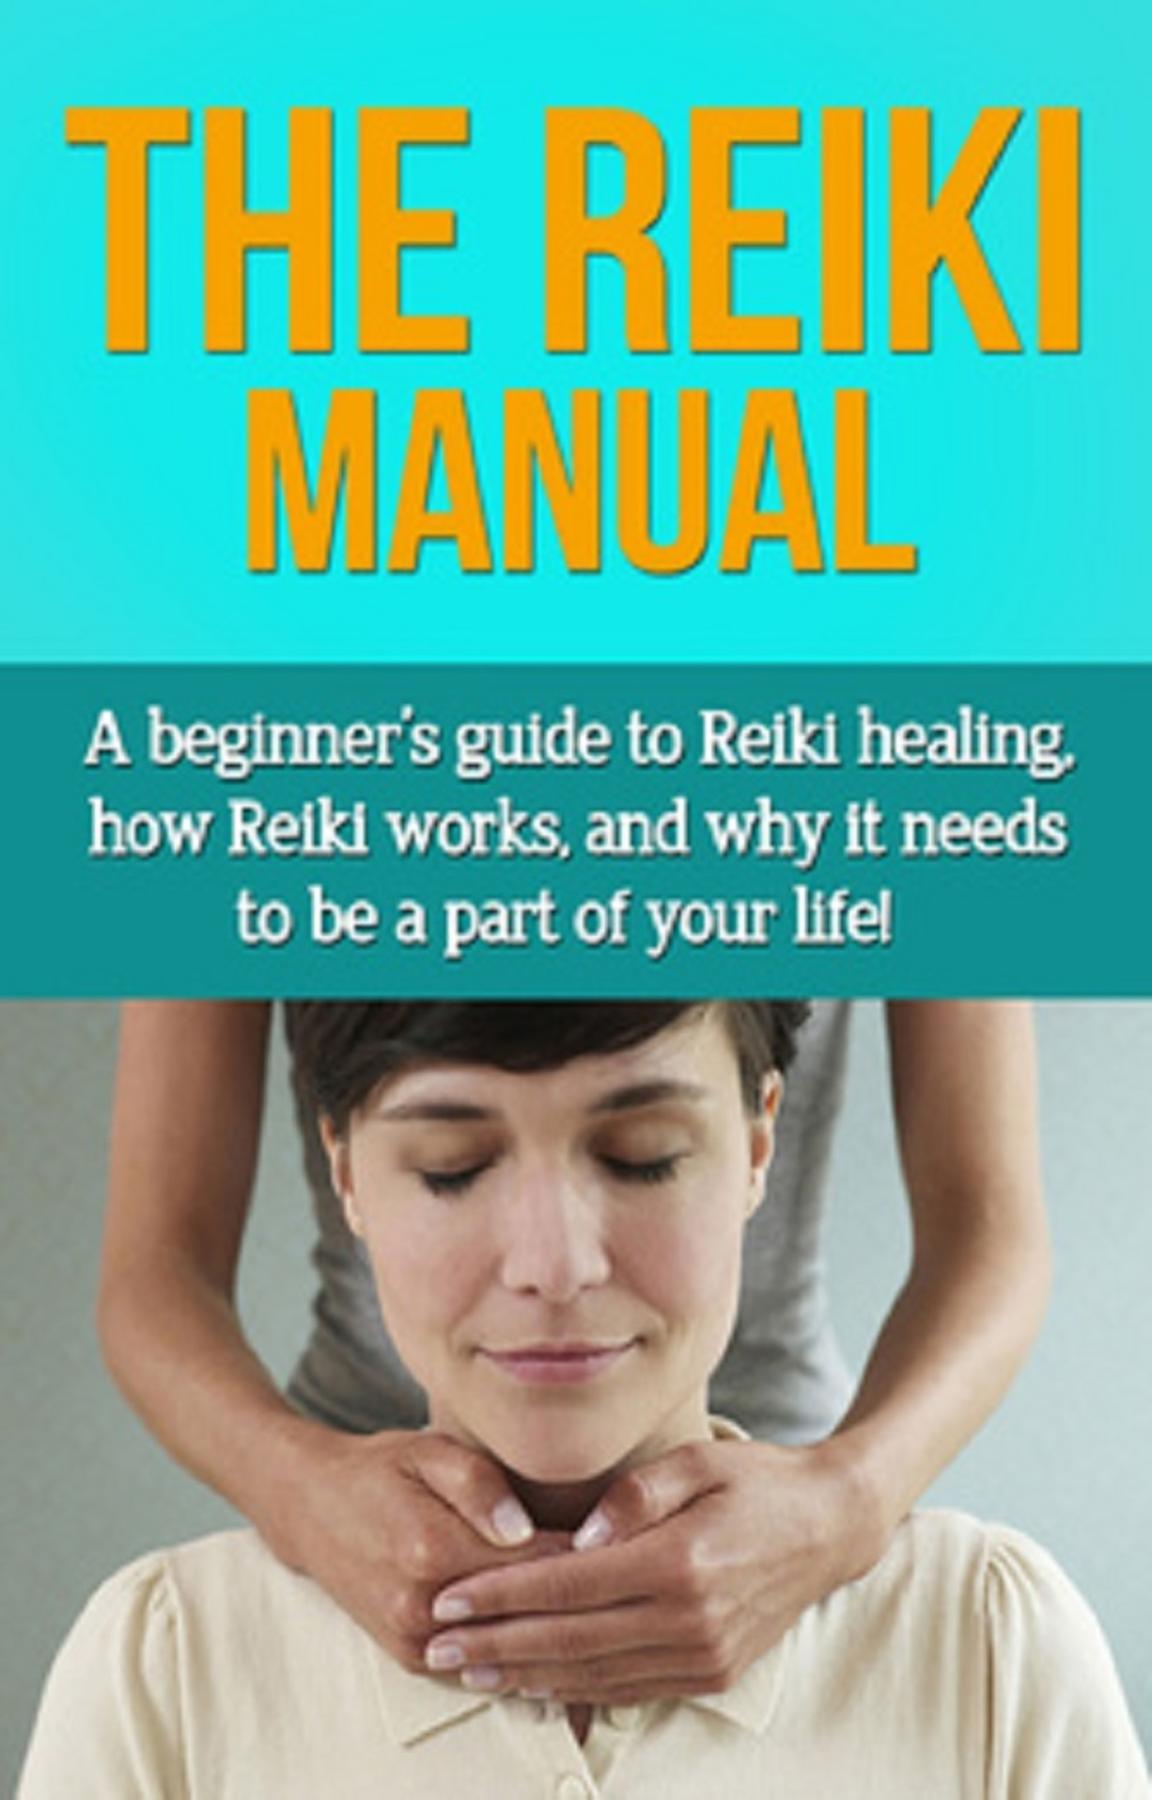 THE REIKI
MANUAL
A beginner's guide to Reiki healing,
how Reiki works, and why it needs
to be a part of your life!